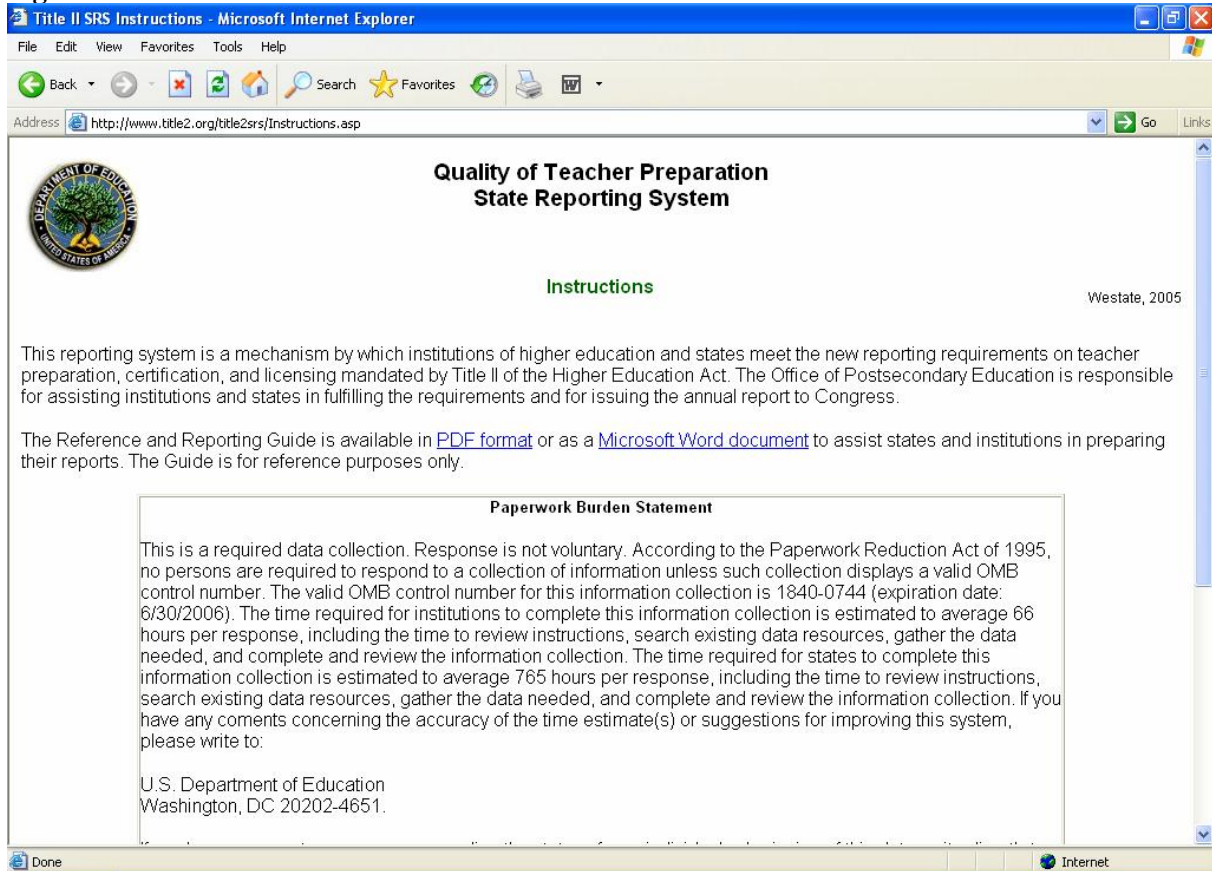 Title II SRS Instructions - Microsoft Internet Explorer
File Edit View Favorites Tools Help
Back Search Favorites
Address http://www.title2.org/title2srs/Instructions.asp Go Links
DEPARTMENT OF EDUCATION
UNITED STATES OF AMERICA
Quality of Teacher Preparation
State Reporting System
Instructions
Westate, 2005
This reporting system is a mechanism by which institutions of higher education and states meet the new reporting requirements on teacher
preparation, certification, and licensing mandated by Title II of the Higher Education Act. The Office of Postsecondary Education is responsible
for assisting institutions and states in fulfilling the requirements and for issuing the annual report to Congress.
The Reference and Reporting Guide is available in PDF format or as a Microsoft Word document to assist states and institutions in preparing
their reports. The Guide is for reference purposes only.
Paperwork Burden Statement
This is a required data collection. Response is not voluntary. According to the Paperwork Reduction Act of 1995,
no persons are required to respond to a collection of information unless such collection displays a valid OMB
control number. The valid OMB control number for this information collection is 1840-0744 (expiration date:
6/30/2006). The time required for institutions to complete this information collection is estimated to average 66
hours per response, including the time to review instructions, search existing data resources, gather the data
needed, and complete and review the information collection. The time required for states to complete this
information collection is estimated to average 765 hours per response, including the time to review instructions,
search existing data resources, gather the data needed, and complete and review the information collection. If you
have any coments concerning the accuracy of the time estimate(s) or suggestions for improving this system,
please write to:
U.S. Department of Education
Washington, DC 20202-4651.
Done Internet